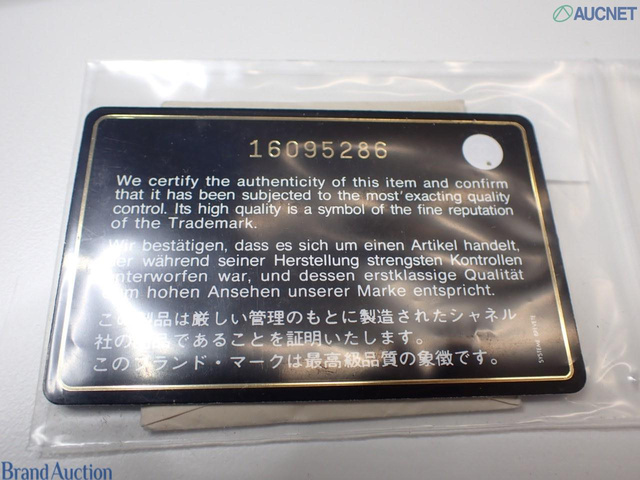 AUCNET
16095286
We certify the authenticity of this item and confirm
that it has been subjected to the most exacting quality
control. Its high quality is a symbol of the fine reputation
of the Trademark.
Wir bestätigen, dass es sich um einen Artikel handelt,
der während seiner Herstellung strengsten Kontrollen
unterworfen war, und dessen erstklassige Qualität
dem hohen Ansehen unserer Marke entspricht.
この製品は厳しい管理のもとに製造されたシャネル
社の製品であることを証明いたします。
このブランド・マークは最高級品質の象徴です。
Brand Auction